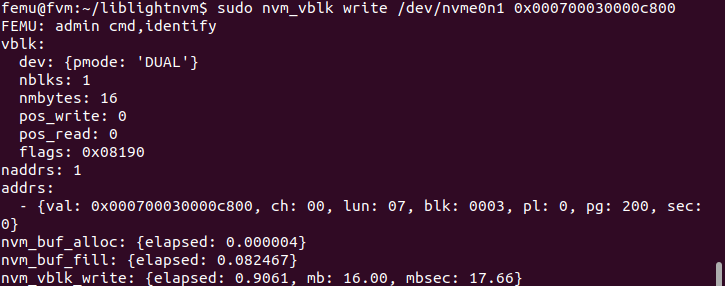 femu@fvm:~/liblightnvm$ sudo nvm_vblk write /dev/nvme0n1 0x000700030000c800
FEMU: admin cmd,identify
vblk:
  dev: {pmode: 'DUAL'}
  nblks: 1
  nmbytes: 16
  pos_write: 0
  pos_read: 0
  flags: 0x08190
naddrs: 1
addrs:
  - {val: 0x000700030000c800, ch: 00, lun: 07, blk: 0003, pl: 0, pg: 200, sec:
0}
nvm_buf_alloc: {elapsed: 0.000004}
nvm_buf_fill: {elapsed: 0.082467}
nvm_vblk_write: {elapsed: 0.9061, mb: 16.00, mbsec: 17.66}